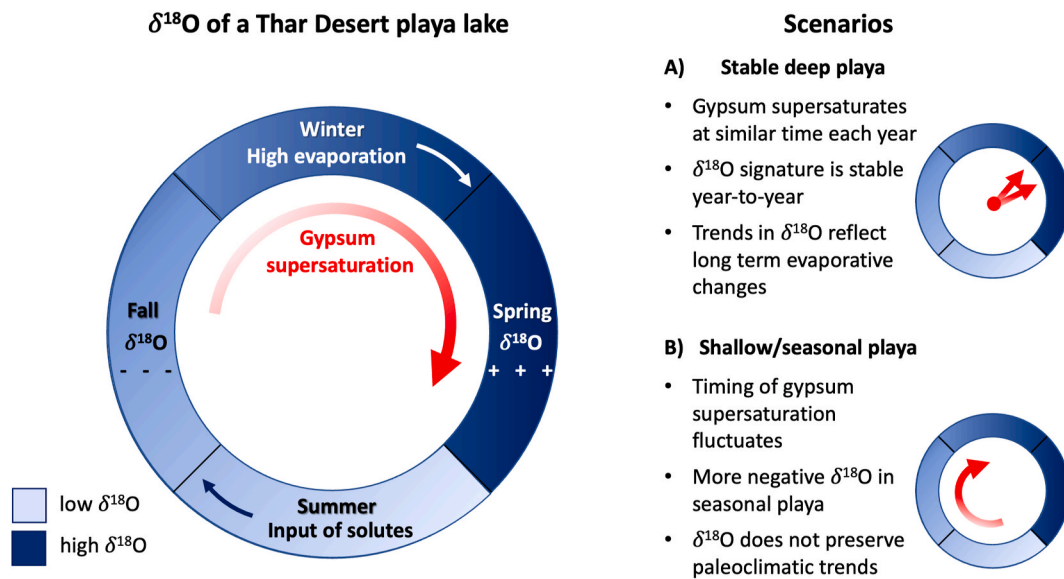 δ¹⁸O of a Thar Desert playa lake
Winter
High evaporation
Gypsum
supersaturation
Fall
δ¹⁸O
- - -
Spring
δ¹⁸O
+ + +
Summer
Input of solutes
low δ¹⁸O
high δ¹⁸O
Scenarios
A) Stable deep playa
• Gypsum supersaturates
at similar time each year
• δ¹⁸O signature is stable
year-to-year
• Trends in δ¹⁸O reflect
long term evaporative
changes
B) Shallow/seasonal playa
• Timing of gypsum
supersaturation
fluctuates
• More negative δ¹⁸O in
seasonal playa
• δ¹⁸O does not preserve
paleoclimatic trends